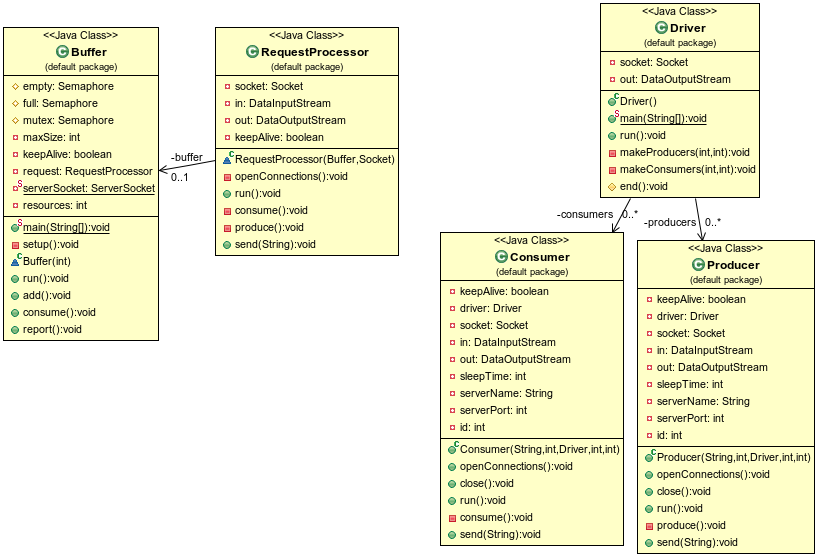 <<Java Class>>
Buffer
(default package)
empty: Semaphore
full: Semaphore
mutex: Semaphore
maxSize: int
keepAlive: boolean
request: RequestProcessor
serverSocket: ServerSocket
resources: int
main(String[]):void
setup():void
Buffer(int)
run():void
add():void
consume():void
report():void
-buffer
0..1
<<Java Class>>
RequestProcessor
(default package)
socket: Socket
in: DataInputStream
out: DataOutputStream
keepAlive: boolean
RequestProcessor(Buffer,Socket)
openConnections():void
run():void
consume():void
produce():void
send(String):void
<<Java Class>>
Driver
(default package)
socket: Socket
out: DataOutputStream
Driver()
main(String[]):void
run():void
makeProducers(int,int):void
makeConsumers(int,int):void
end():void
-consumers 0..*
-producers 0..*
<<Java Class>>
Consumer
(default package)
keepAlive: boolean
driver: Driver
socket: Socket
in: DataInputStream
out: DataOutputStream
sleepTime: int
serverName: String
serverPort: int
id: int
Consumer(String,int,Driver,int,int)
openConnections():void
close():void
run():void
consume():void
send(String):void
<<Java Class>>
Producer
(default package)
keepAlive: boolean
driver: Driver
socket: Socket
in: DataInputStream
out: DataOutputStream
sleepTime: int
serverName: String
serverPort: int
id: int
Producer(String,int,Driver,int,int)
openConnections():void
close():void
run():void
produce():void
send(String):void